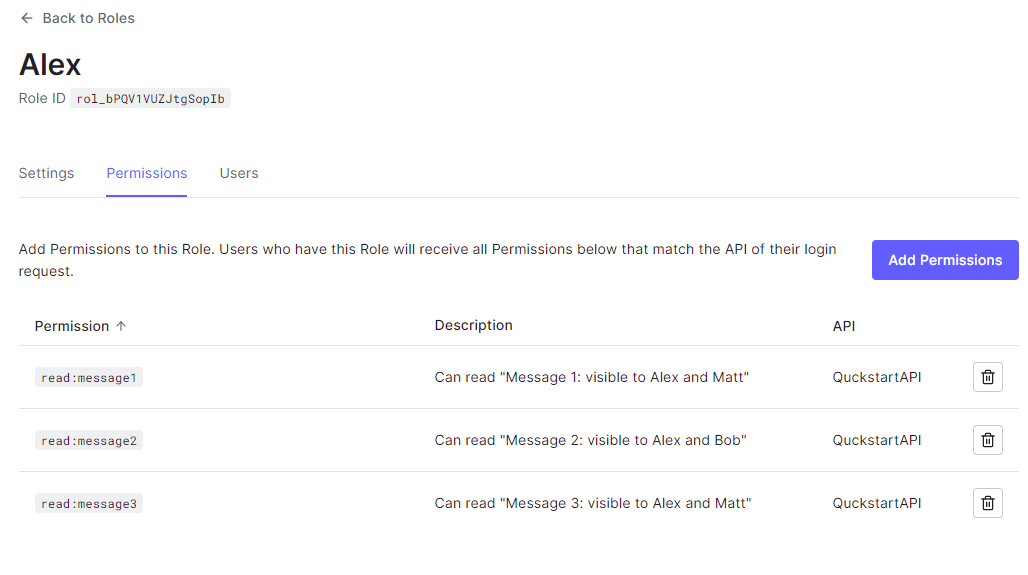 Back to Roles
Alex
Role ID rol_bPQV1VUZJtgSopIb
Settings Permissions Users
Add Permissions to this Role. Users who have this Role will receive all Permissions below that match the API of their login
request.
Add Permissions
Permission Description API
read:message1 Can read "Message 1: visible to Alex and Matt" QuckstartAPI
read:message2 Can read "Message 2: visible to Alex and Bob" QuckstartAPI
read:message3 Can read "Message 3: visible to Alex and Matt" QuckstartAPI